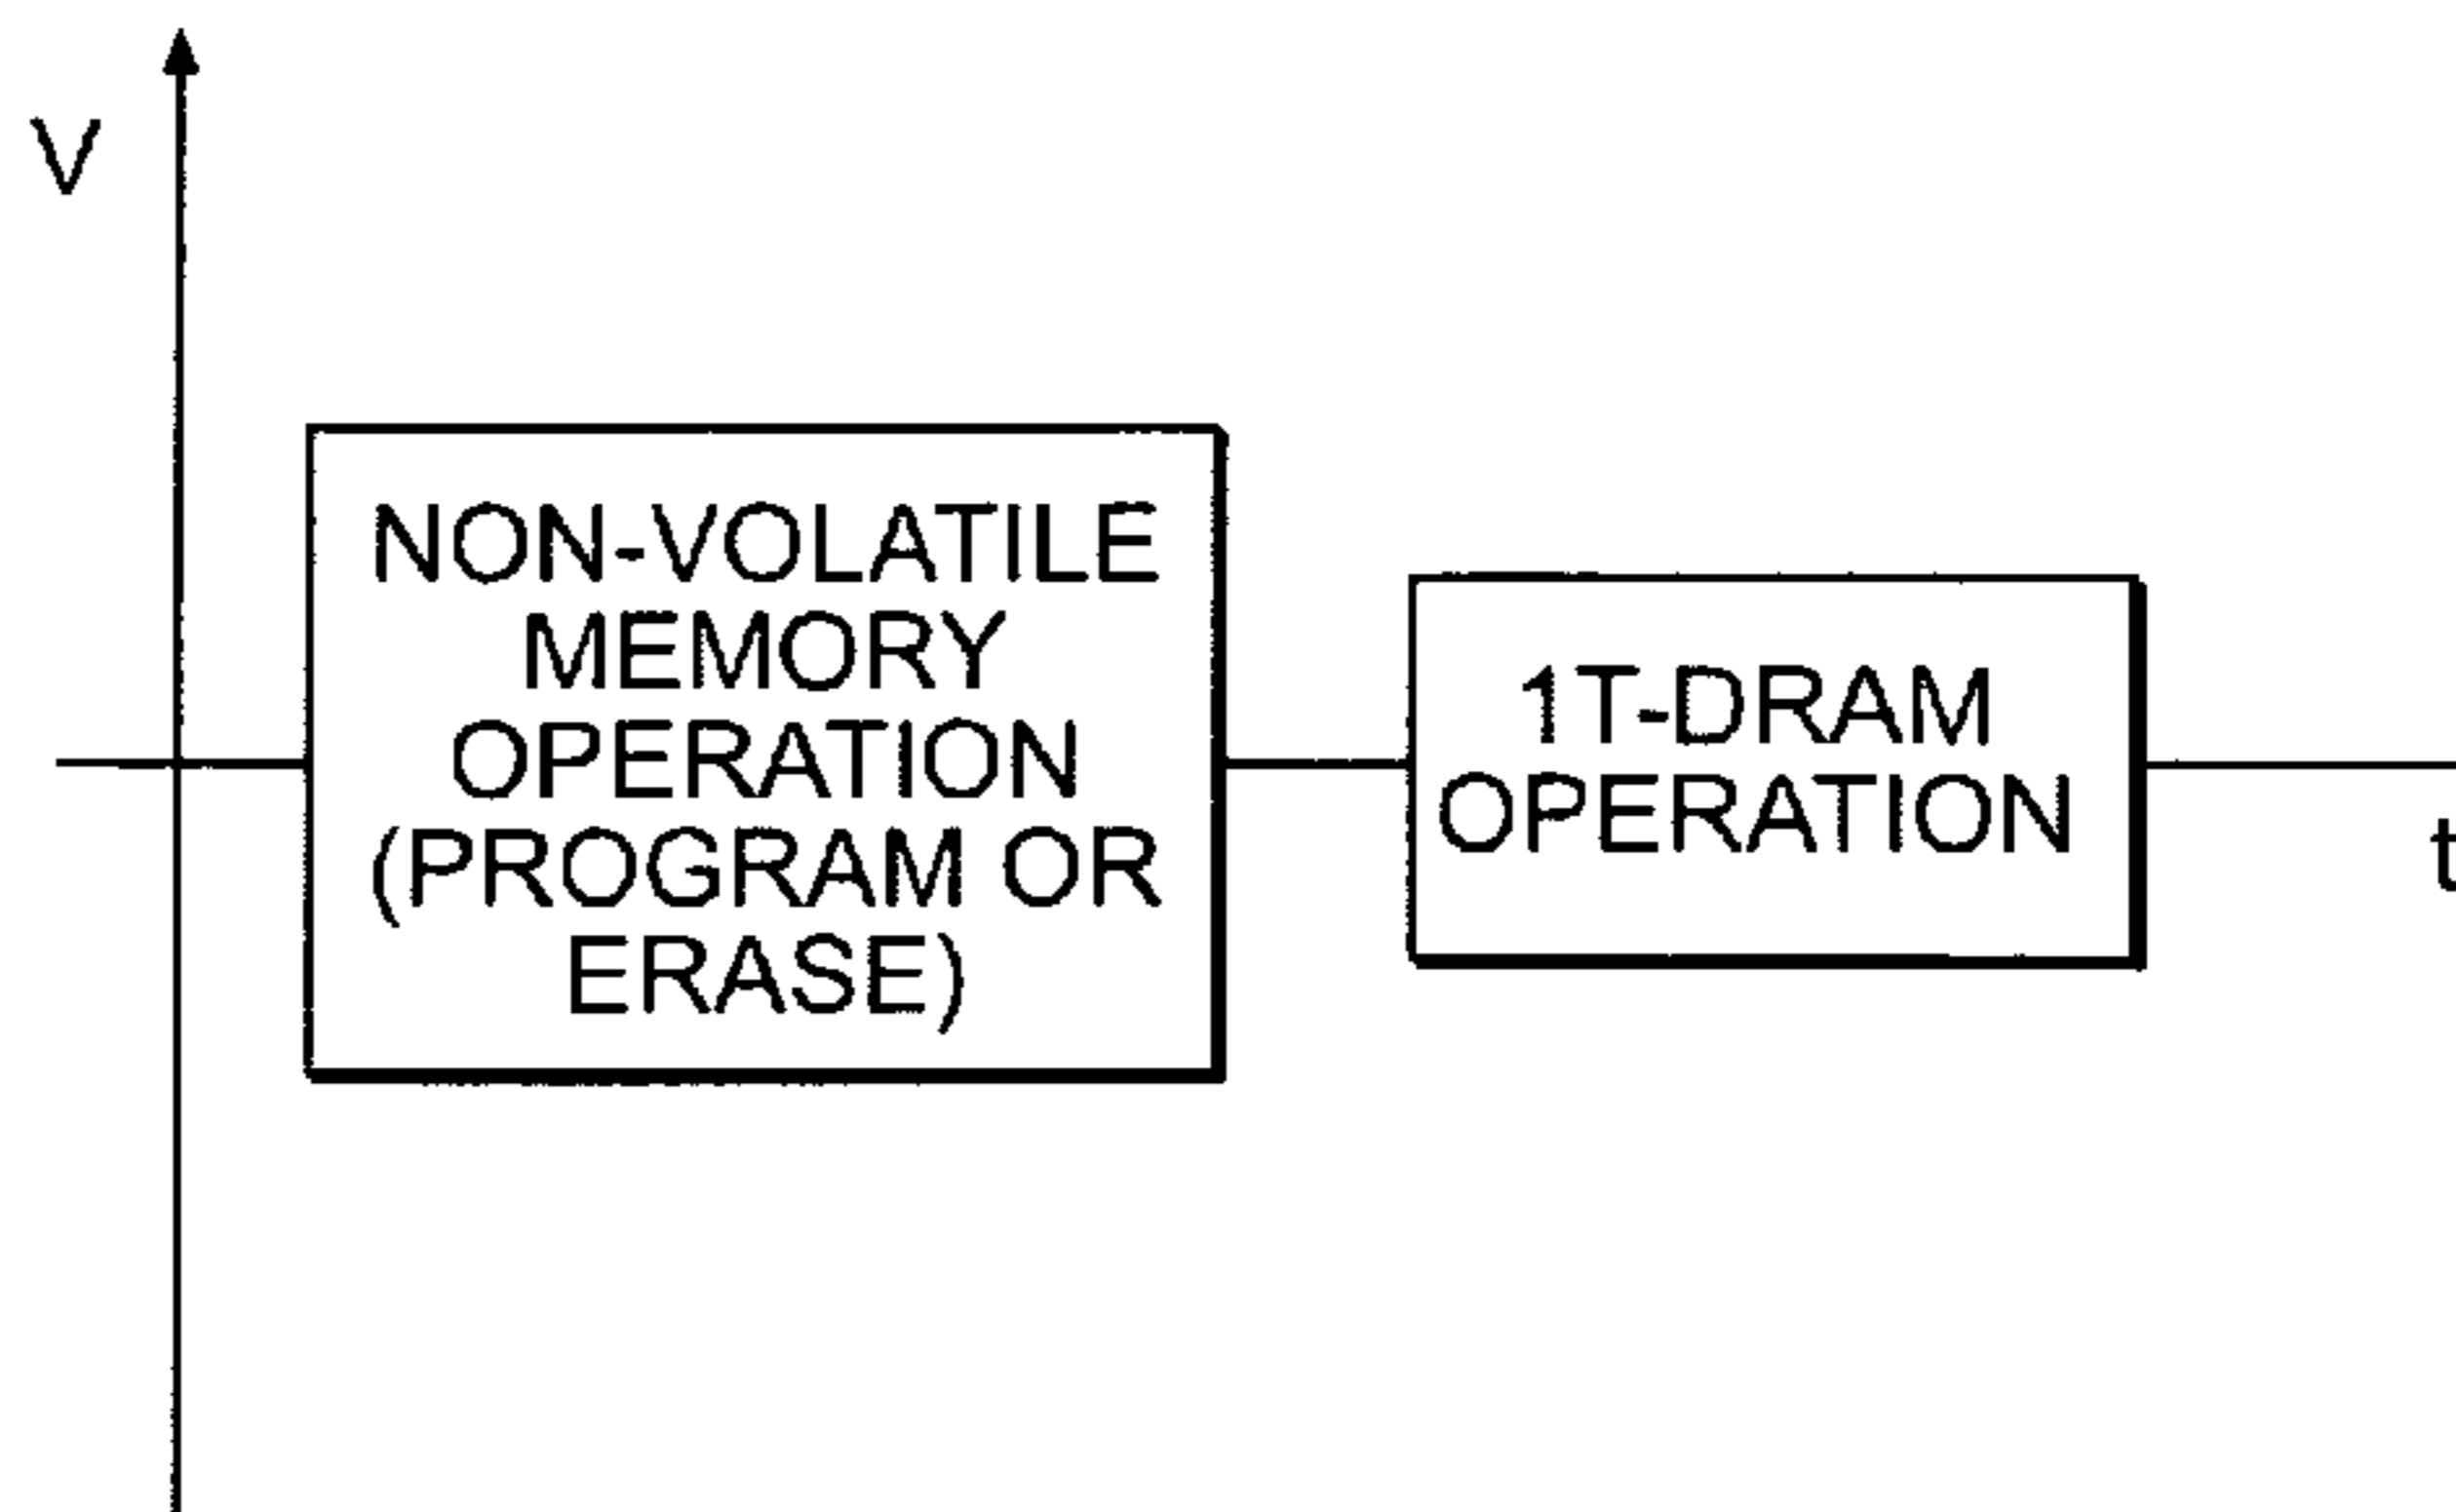 V
NON-VOLATILE
MEMORY
OPERATION
(PROGRAM OR
ERASE)
1T-DRAM
OPERATION
t